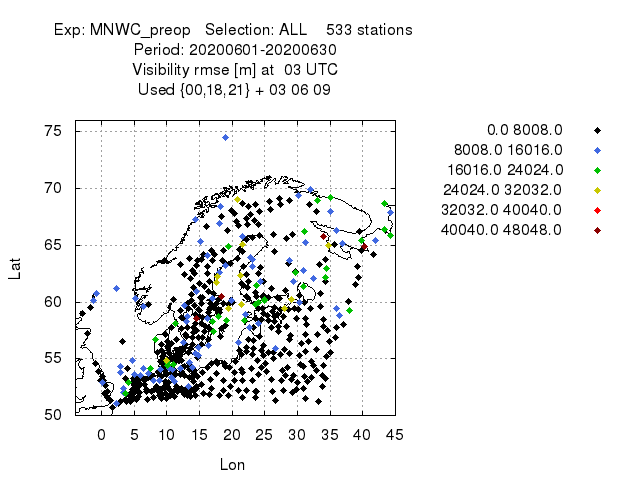 Exp: MNWC_preop   Selection: ALL    533 stations
Period: 20200601-20200630
Visibility rmse [m] at  03 UTC
Used {00,18,21} + 03 06 09
0.0 8008.0
8008.0 16016.0
16016.0 24024.0
24024.0 32032.0
32032.0 40040.0
40040.0 48048.0
75
70
65
60
55
50
Lat
0 5 10 15 20 25 30 35 40 45
Lon